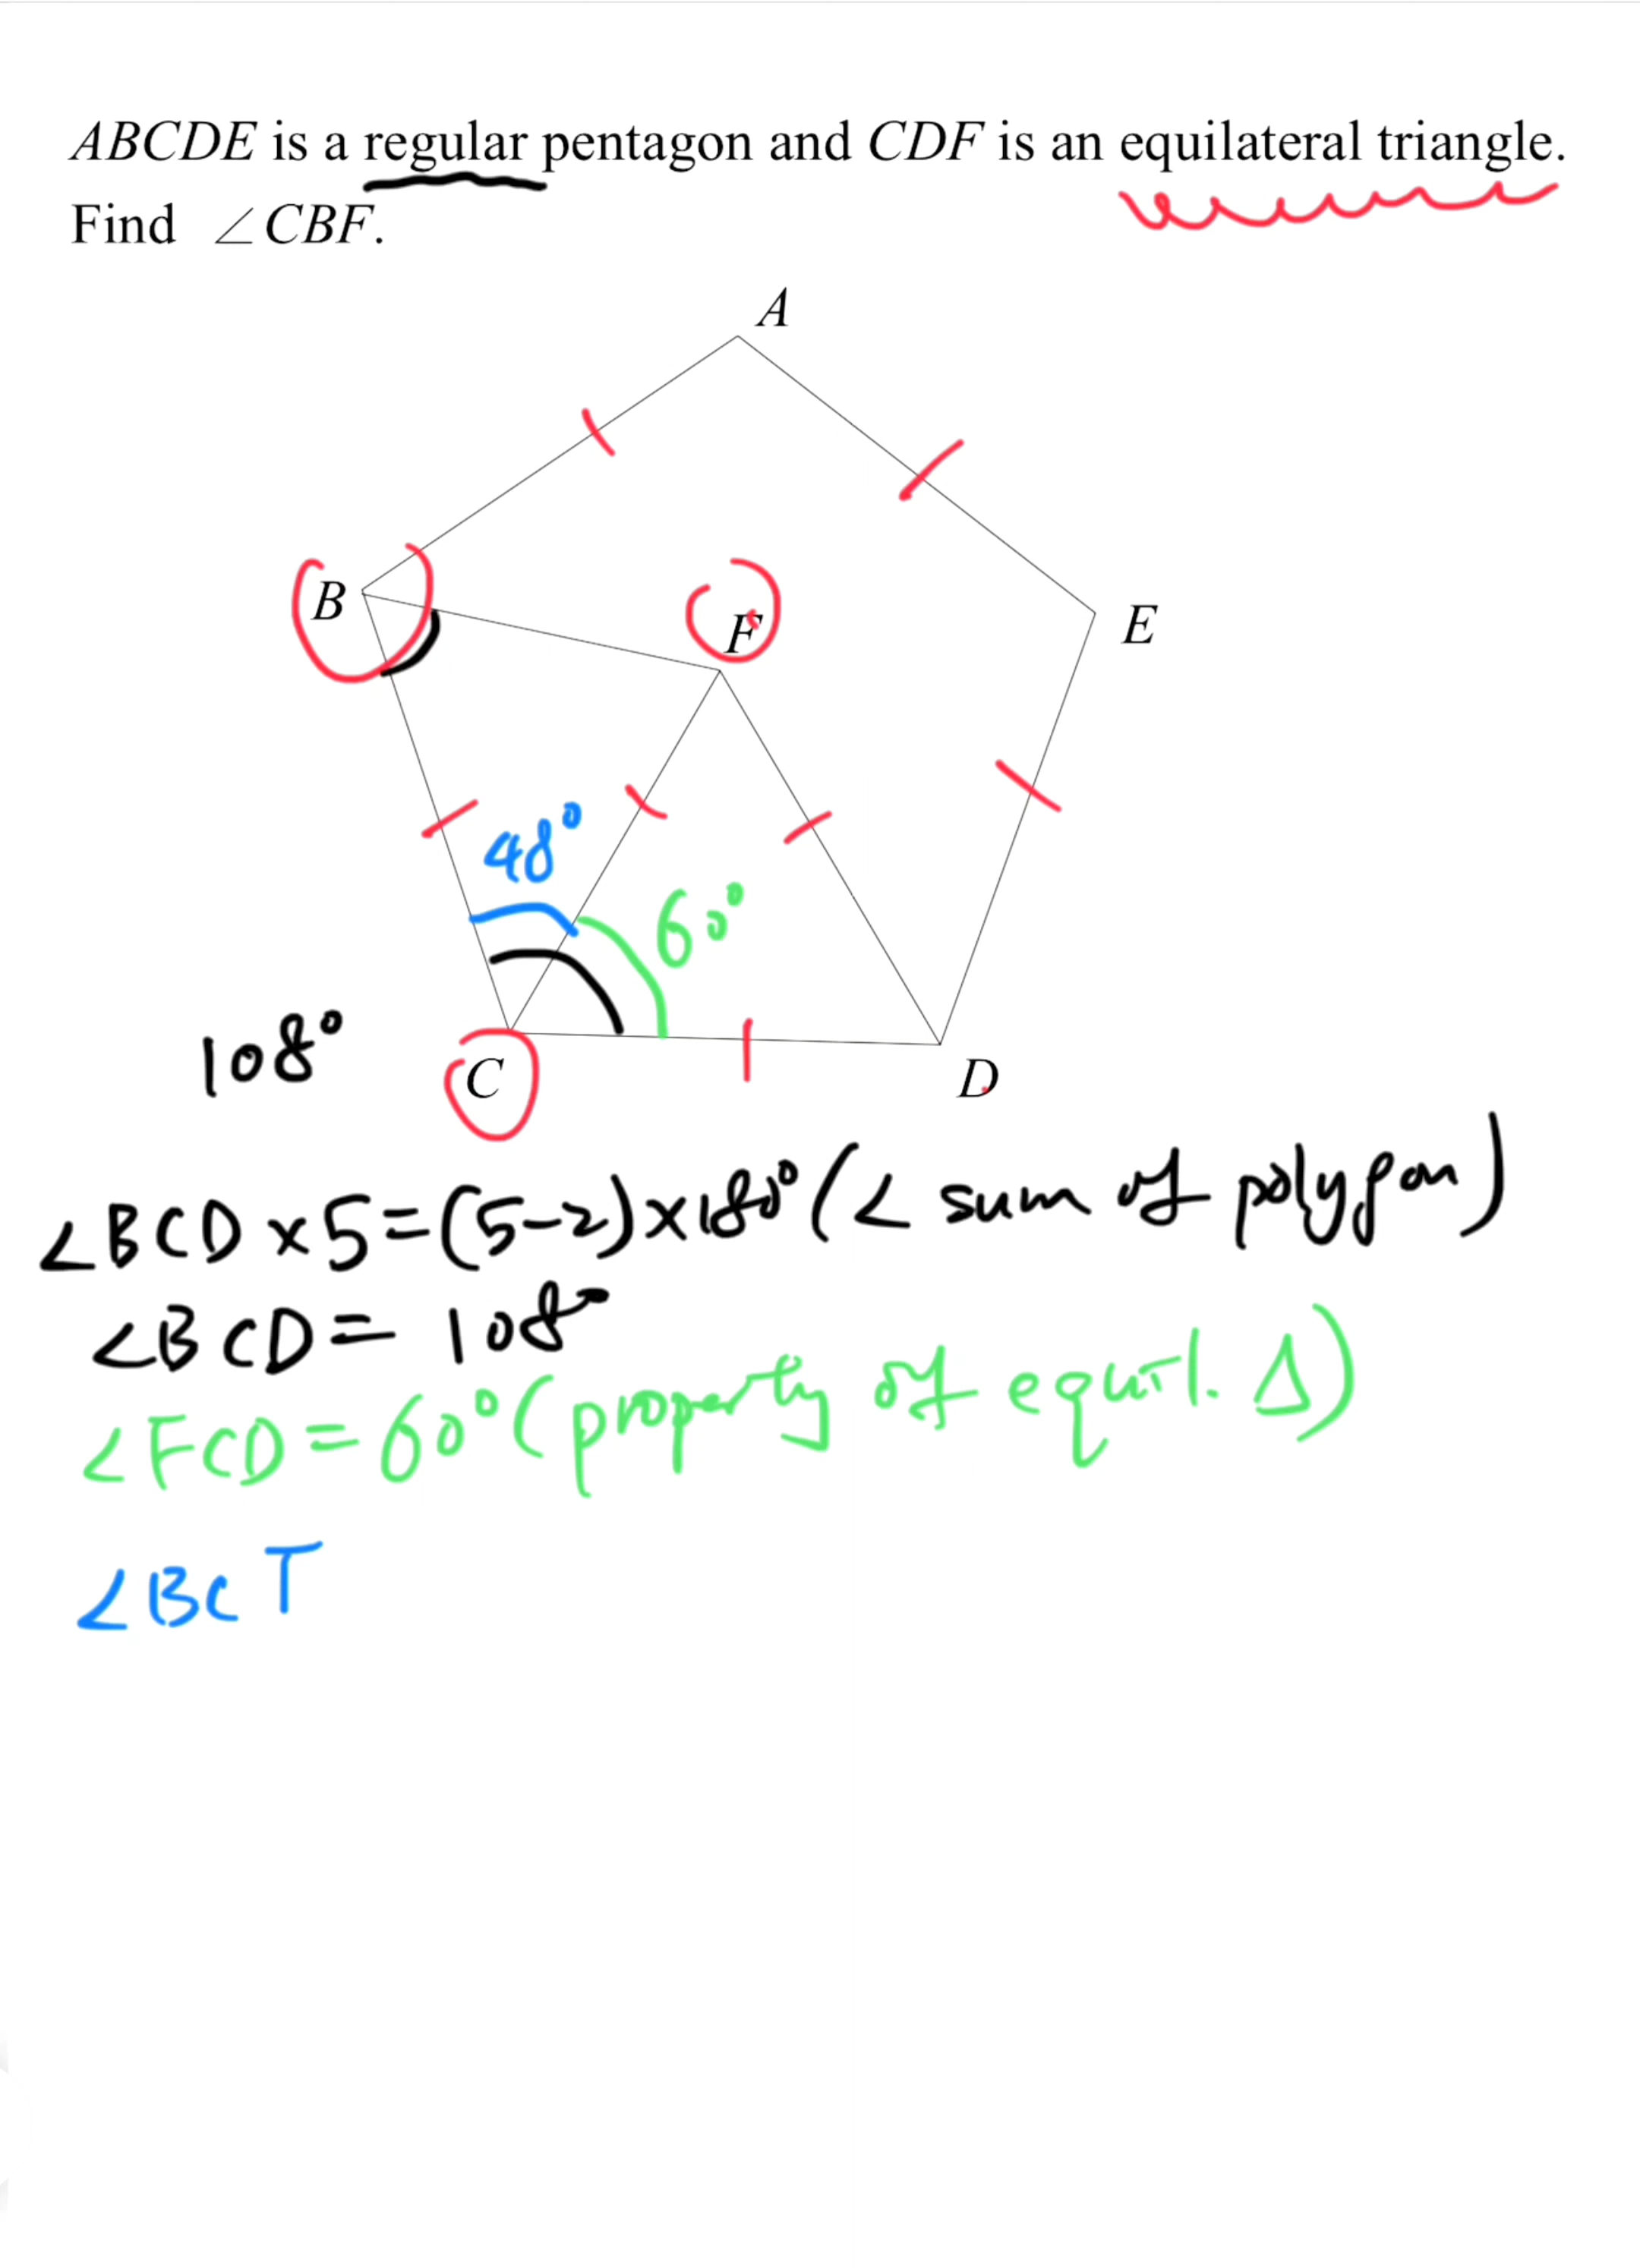 ABCDE is a regular pentagon and CDF is an equilateral triangle.
Find ∠CBF.
A
B
F
E
48°
60°
108°
C
D
∠BCD×5=(5-2)×180°(∠ sum of polygon)
∠BCD=108°
∠FCD=60°(property of equil. Δ)
∠BCT